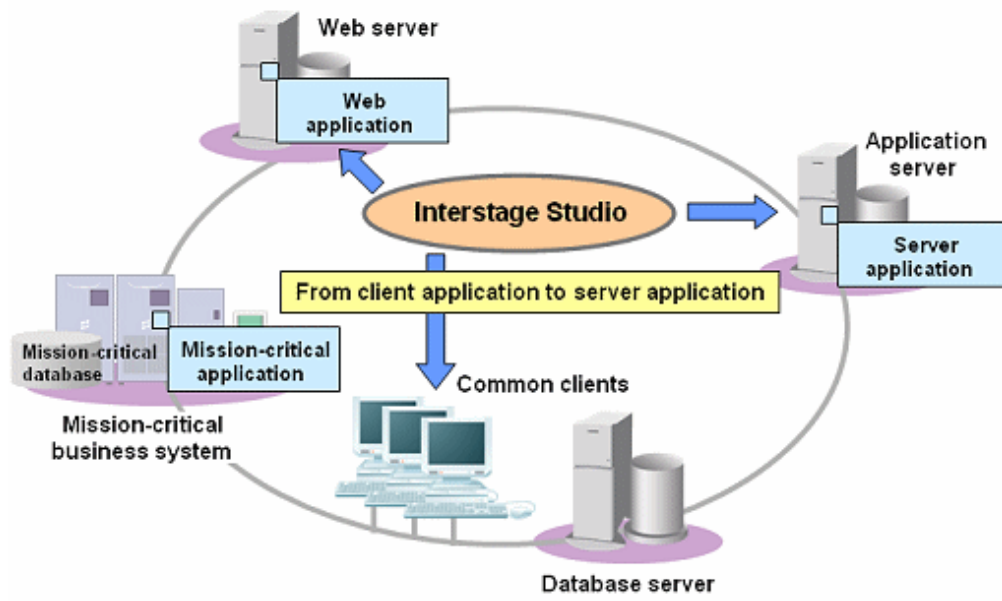 Web server
Web
application
Application
server
Interstage Studio
Server
application
From client application to server application
Mission-critical
database
Mission-critical
application
Common clients
Mission-critical
business system
Database server